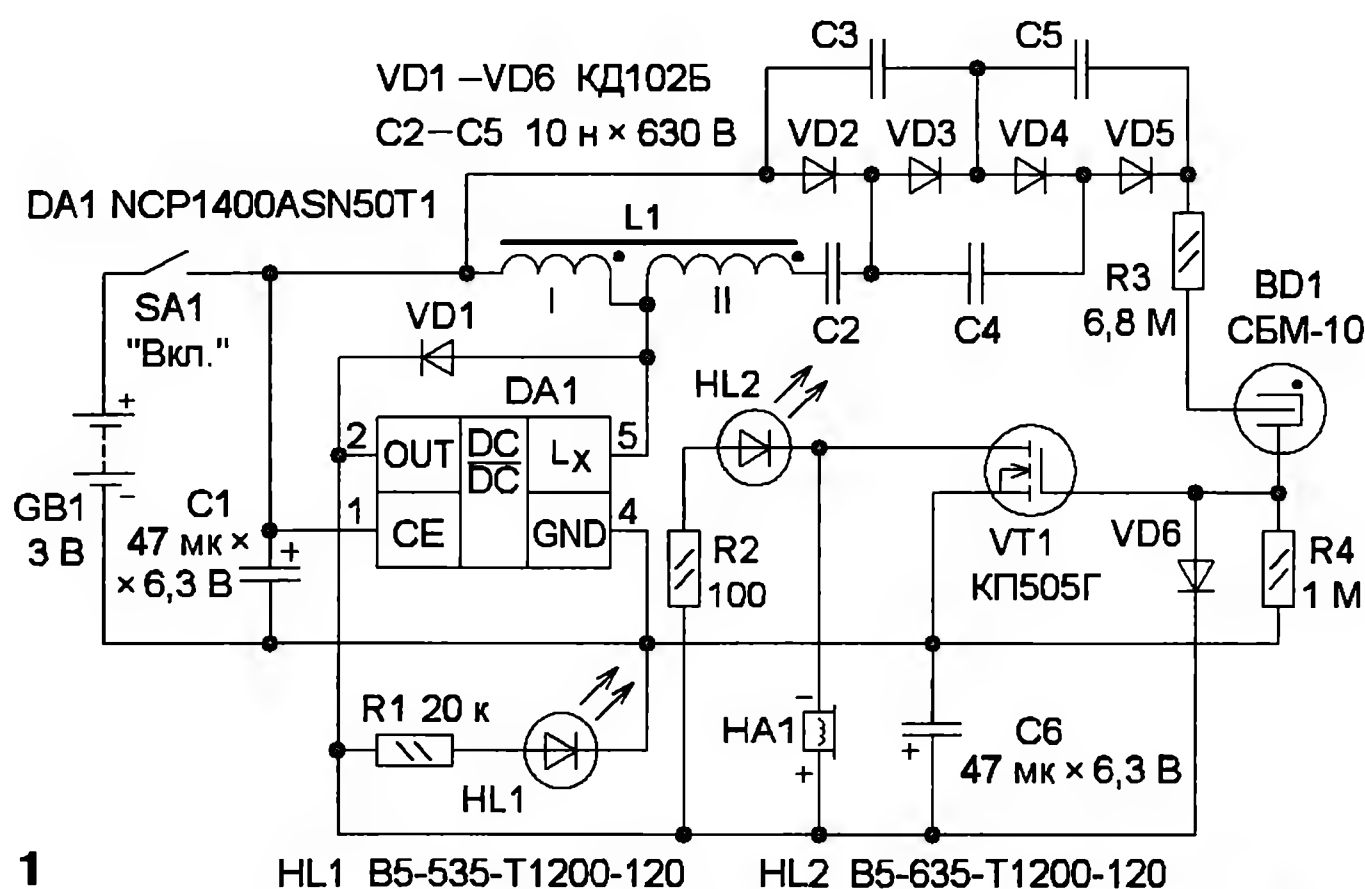 C3
C5
VD1 –VD6 КД102Б
C2–C5 10 н × 630 В
VD2
VD3
VD4
VD5
DA1 NCP1400ASN50T1
L1
I
II
SA1
"Вкл."
VD1
C2
C4
R3
6,8 М
BD1
СБМ-10
DA1
HL2
+
–
GB1
3 В
C1
47 мк ×
× 6,3 В
+
2
OUT
DC
DC
LX
5
1
CE
GND
4
R2
100
VT1
КП505Г
VD6
R4
1 М
R1 20 к
HL1
–
HA1
+
+
C6
47 мк × 6,3 В
1
HL1 B5-535-T1200-120
HL2 B5-635-T1200-120